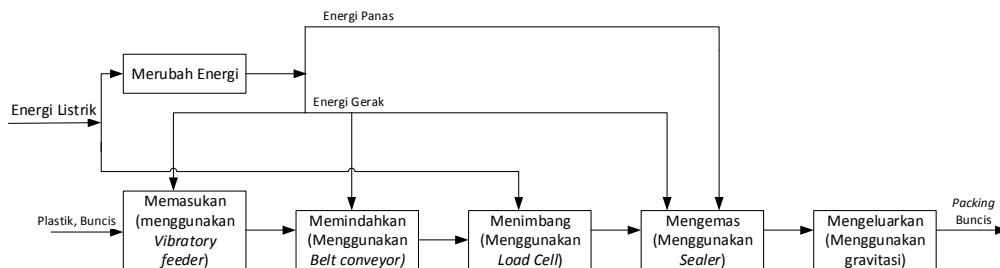 Energi Panas
Merubah Energi
Energi Gerak
Energi Listrik
Plastik, Buncis
Memasukan
(menggunakan
Vibratory
feeder)
Memindahkan
(Menggunakan
Belt conveyor)
Menimbang
(Menggunakan
Load Cell)
Mengemas
(Menggunakan
Sealer)
Mengeluarkan
(Menggunakan
gravitasi)
Packing
Buncis